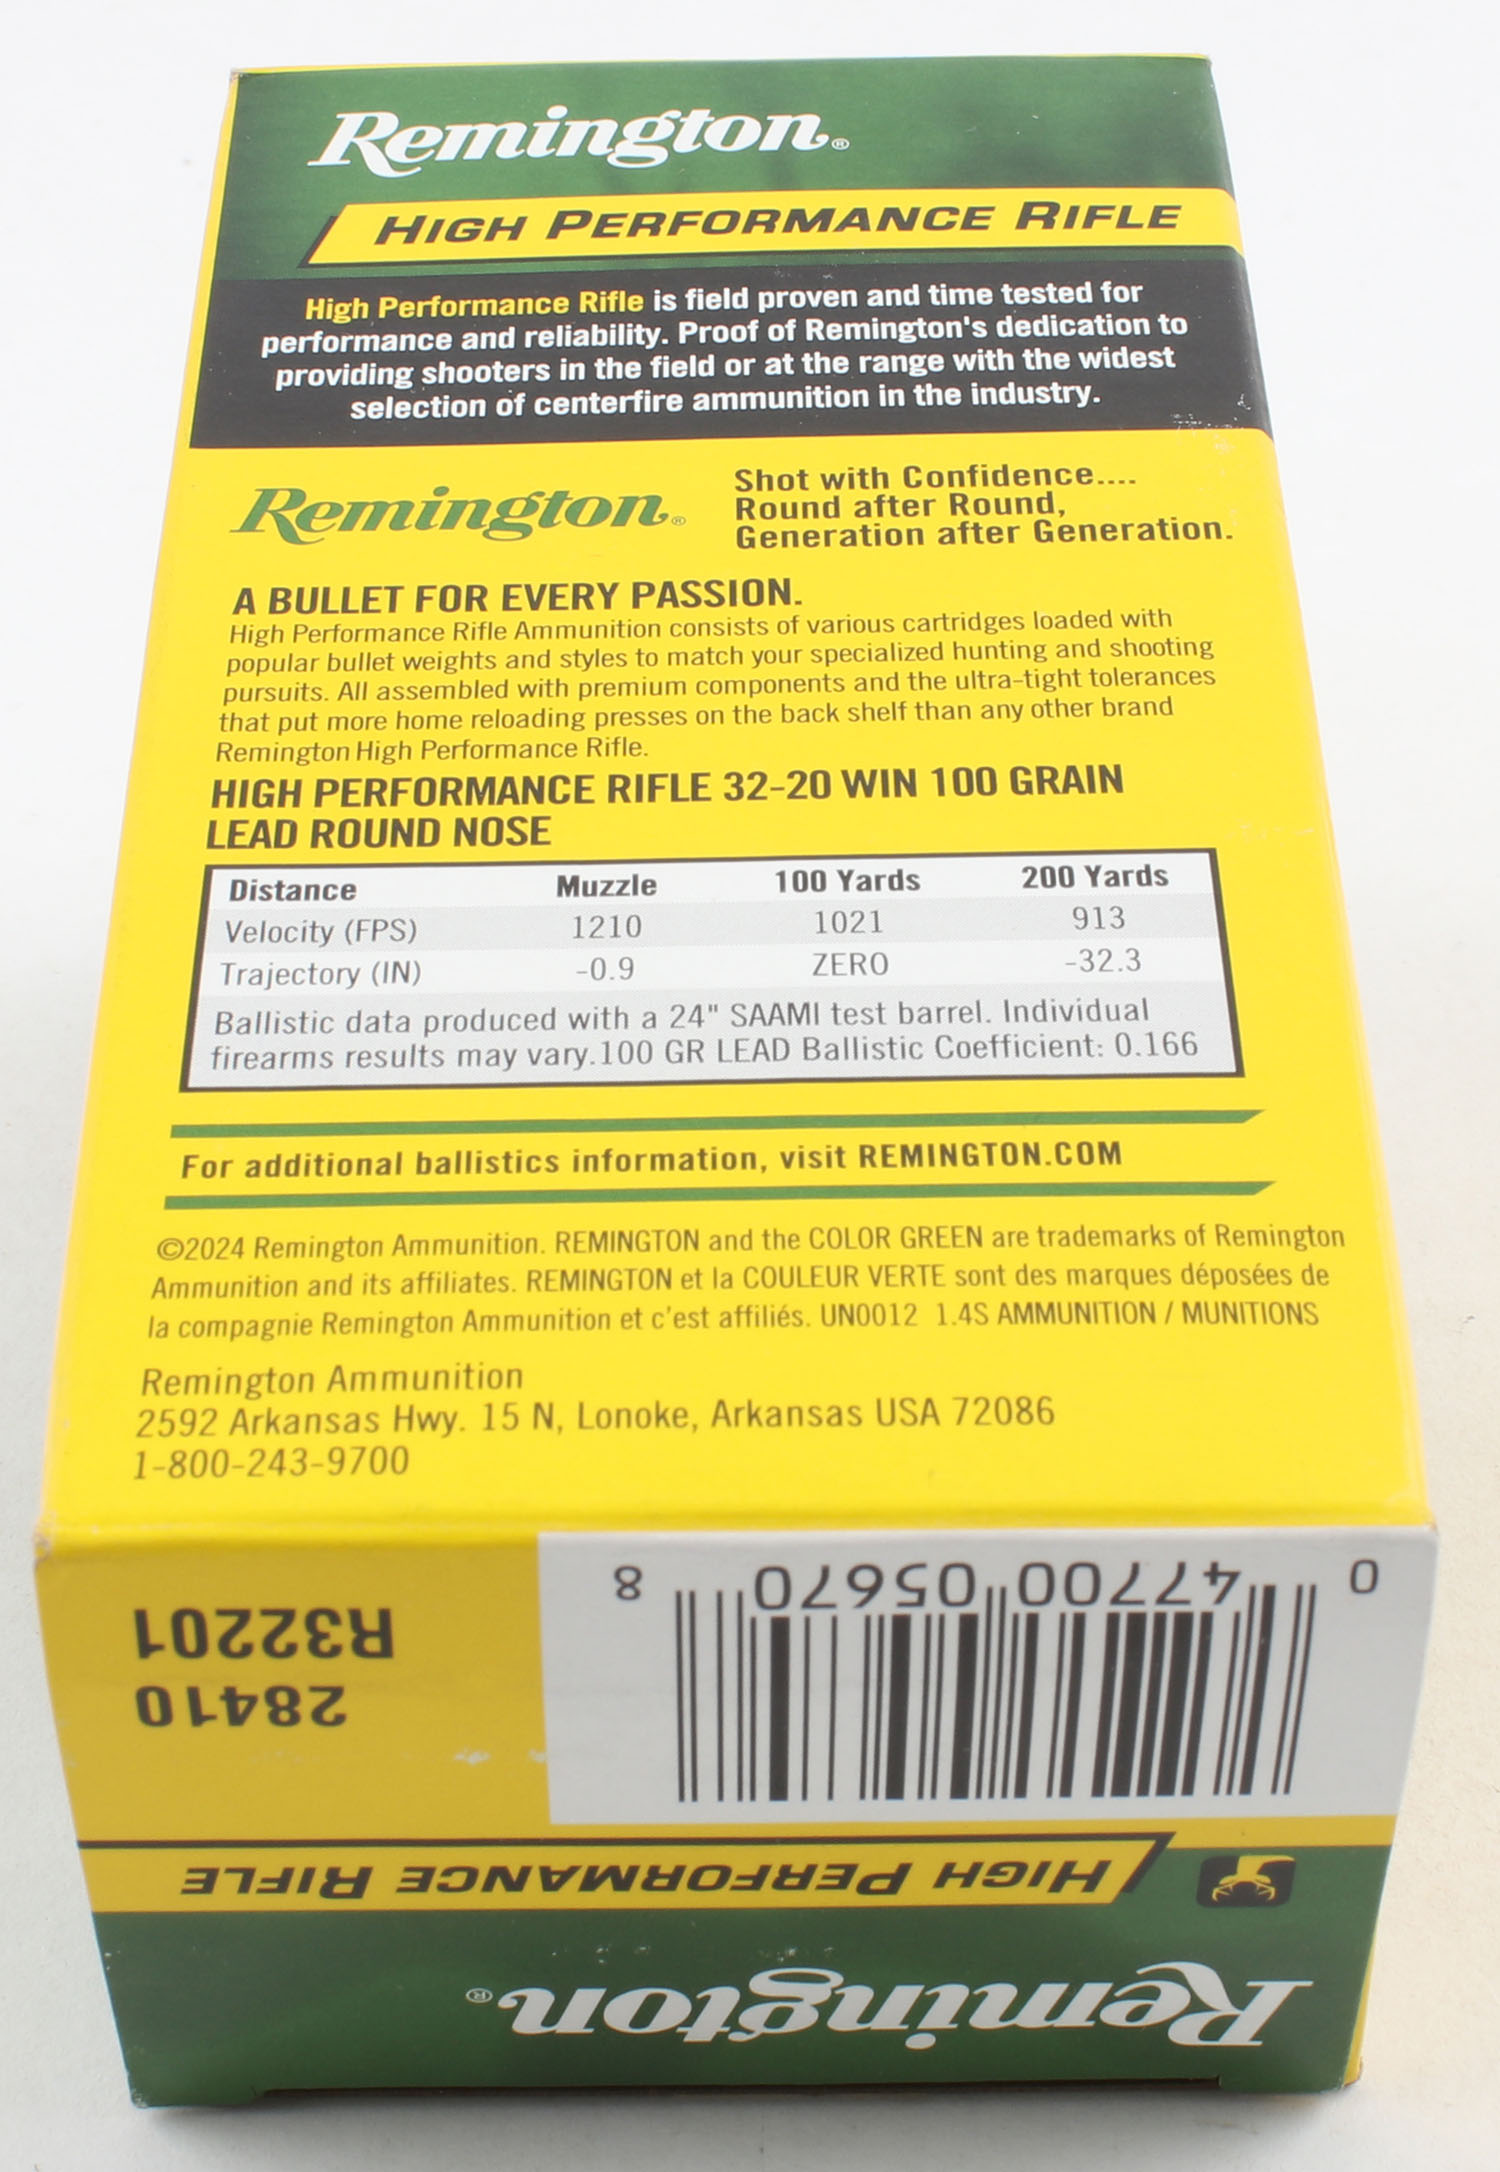 Remington®
HIGH PERFORMANCE RIFLE
High Performance Rifle is field proven and time tested for
performance and reliability. Proof of Remington's dedication to
providing shooters in the field or at the range with the widest
selection of centerfire ammunition in the industry.
Remington®
Shot with Confidence....
Round after Round,
Generation after Generation.
A BULLET FOR EVERY PASSION.
High Performance Rifle Ammunition consists of various cartridges loaded with
popular bullet weights and styles to match your specialized hunting and shooting
pursuits. All assembled with premium components and the ultra-tight tolerances
that put more home reloading presses on the back shelf than any other brand
Remington High Performance Rifle.
HIGH PERFORMANCE RIFLE 32-20 WIN 100 GRAIN
LEAD ROUND NOSE
Distance Muzzle 100 Yards 200 Yards
Velocity (FPS) 1210 1021 913
Trajectory (IN) -0.9 ZERO -32.3
Ballistic data produced with a 24" SAAMI test barrel. Individual
firearms results may vary.100 GR LEAD Ballistic Coefficient: 0.166
For additional ballistics information, visit REMINGTON.COM
©2024 Remington Ammunition. REMINGTON and the COLOR GREEN are trademarks of Remington
Ammunition and its affiliates. REMINGTON et la COULEUR VERTE sont des marques déposées de
la compagnie Remington Ammunition et c'est affiliés. UN0012 1.4S AMMUNITION / MUNITIONS
Remington Ammunition
2592 Arkansas Hwy. 15 N, Lonoke, Arkansas USA 72086
1-800-243-9700
Remington®
HIGH PERFORMANCE RIFLE
28410
R32201
0 47700 05670 8